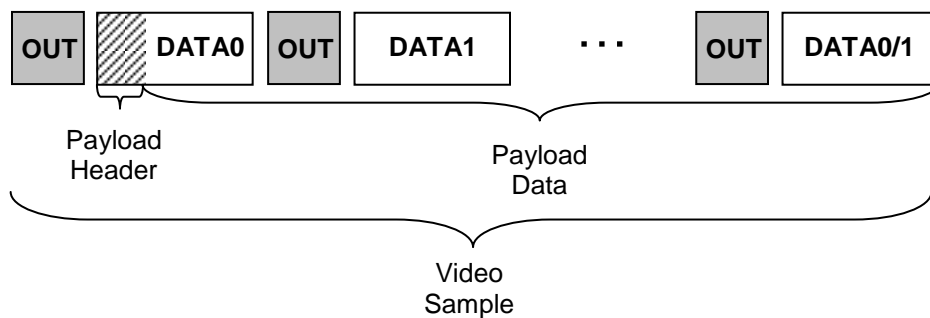 OUT DATA0 OUT DATA1 ... OUT DATA0/1
Payload
Header
Payload
Data
Video
Sample